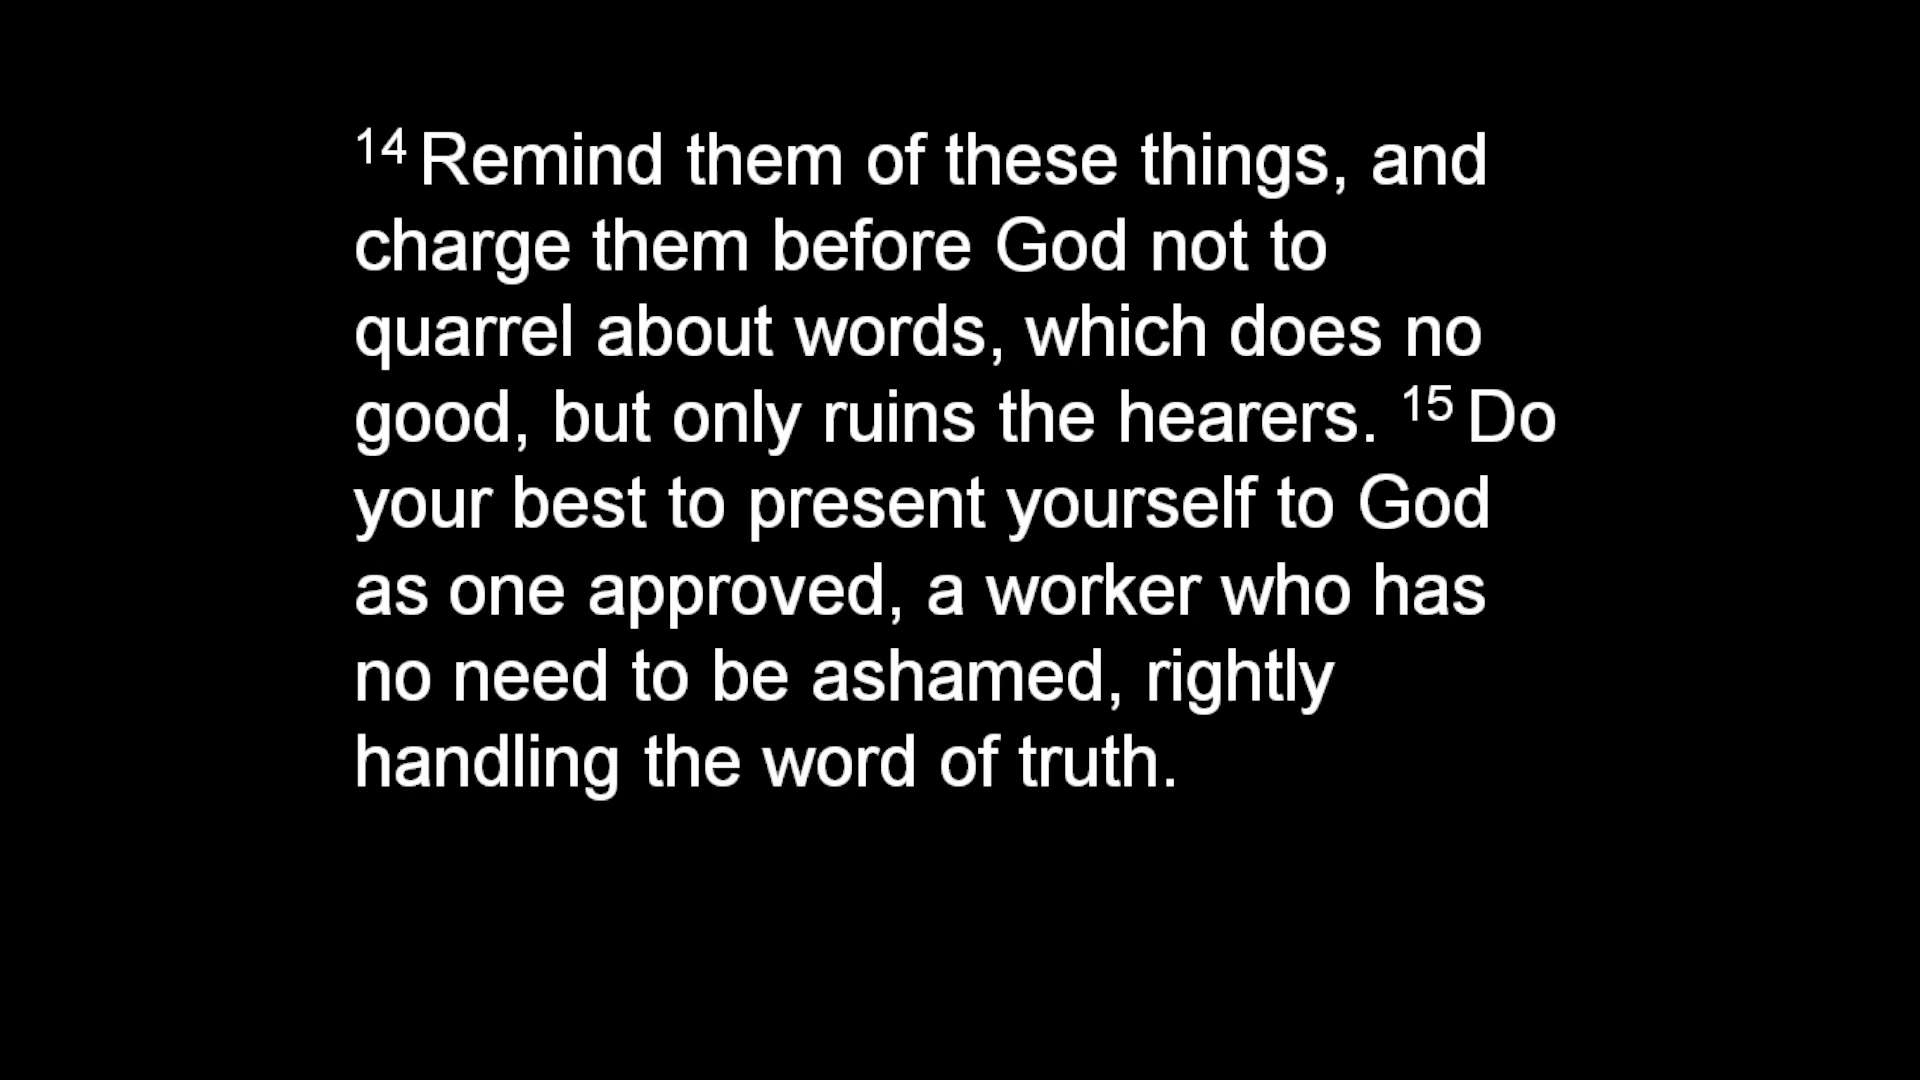 14 Remind them of these things, and
charge them before God not to
quarrel about words, which does no
good, but only ruins the hearers. 15 Do
your best to present yourself to God
as one approved, a worker who has
no need to be ashamed, rightly
handling the word of truth.